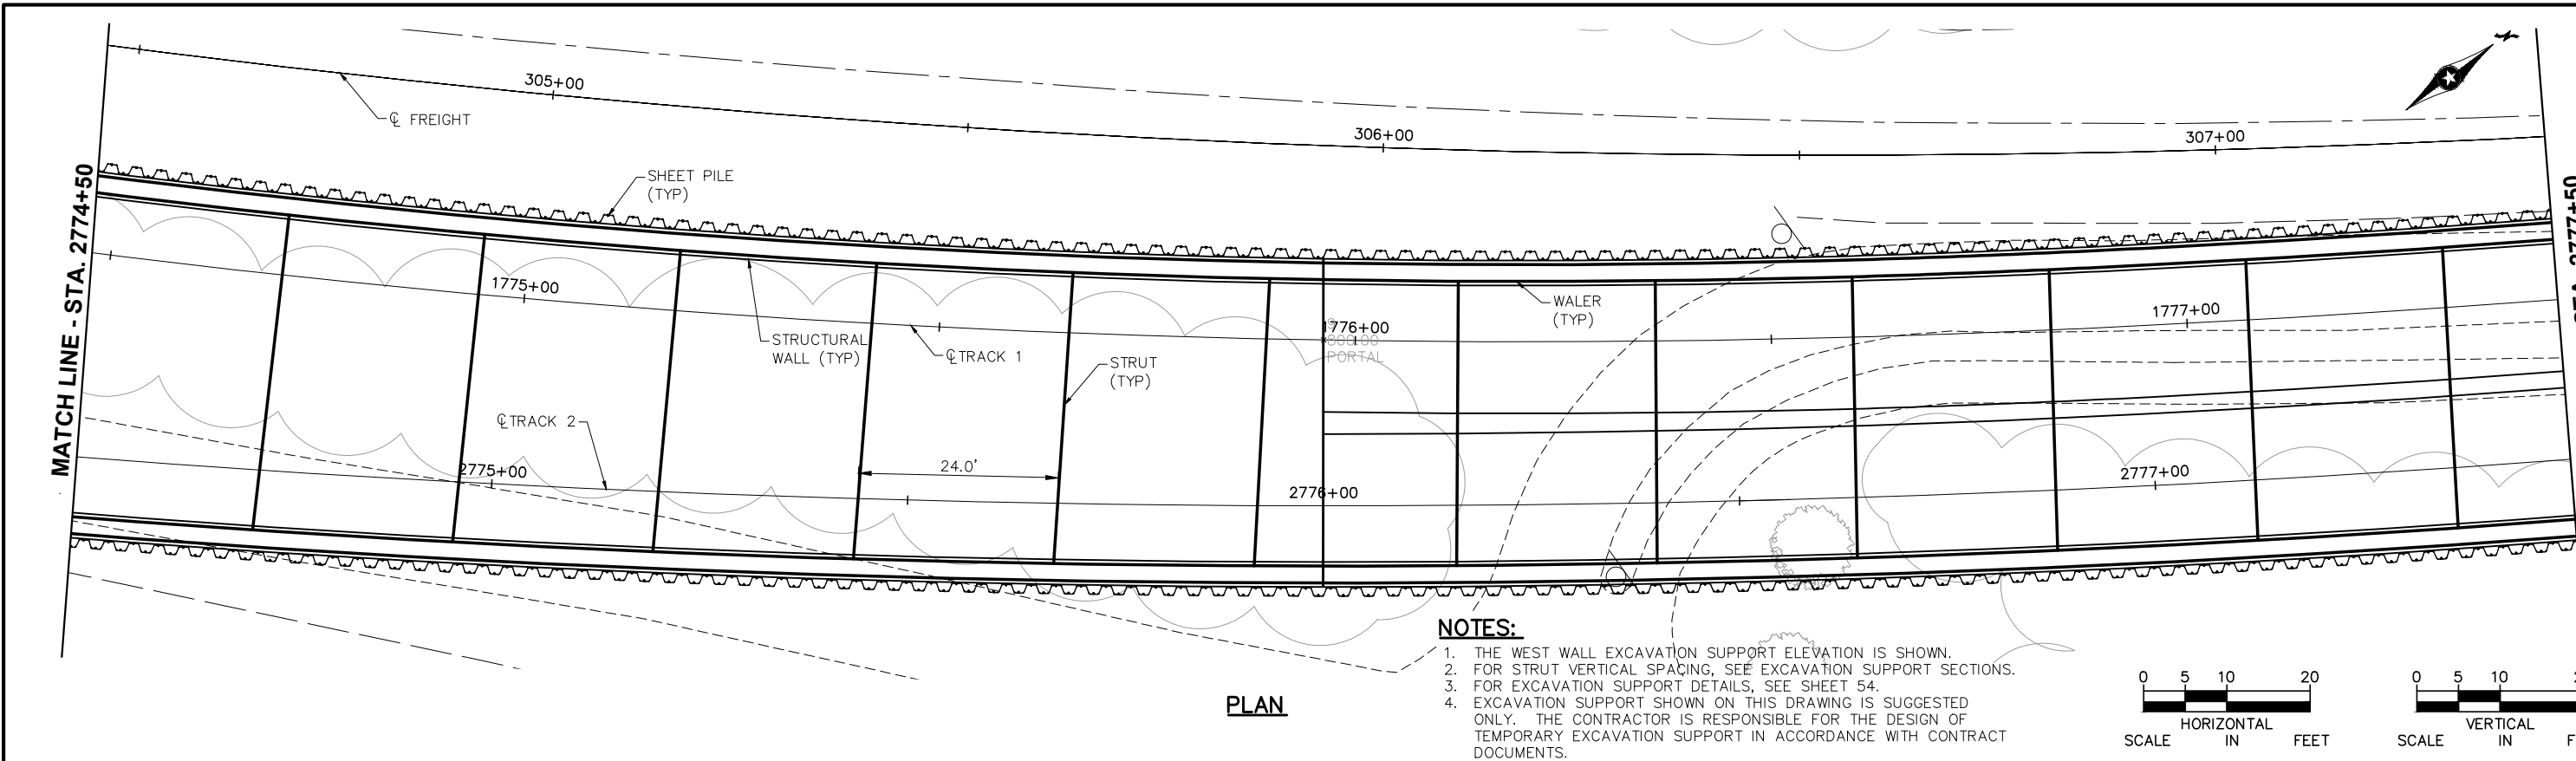 305+00
℄ FREIGHT
306+00
307+00
MATCH LINE - STA. 2774+50
SHEET PILE
(TYP)
1775+00
STRUCTURAL
WALL (TYP)
℄ TRACK 1
STRUT
(TYP)
1776+00
800.00
PORTAL
WALER
(TYP)
1777+00
2777+50
℄ TRACK 2
2775+00
24.0'
2776+00
2777+00
PLAN
NOTES:
1. THE WEST WALL EXCAVATION SUPPORT ELEVATION IS SHOWN.
2. FOR STRUT VERTICAL SPACING, SEE EXCAVATION SUPPORT SECTIONS.
3. FOR EXCAVATION SUPPORT DETAILS, SEE SHEET 54.
4. EXCAVATION SUPPORT SHOWN ON THIS DRAWING IS SUGGESTED
ONLY. THE CONTRACTOR IS RESPONSIBLE FOR THE DESIGN OF
TEMPORARY EXCAVATION SUPPORT IN ACCORDANCE WITH CONTRACT
DOCUMENTS.
0 5 10 20
HORIZONTAL
SCALE IN FEET
0 5 10
VERTICAL
SCALE IN